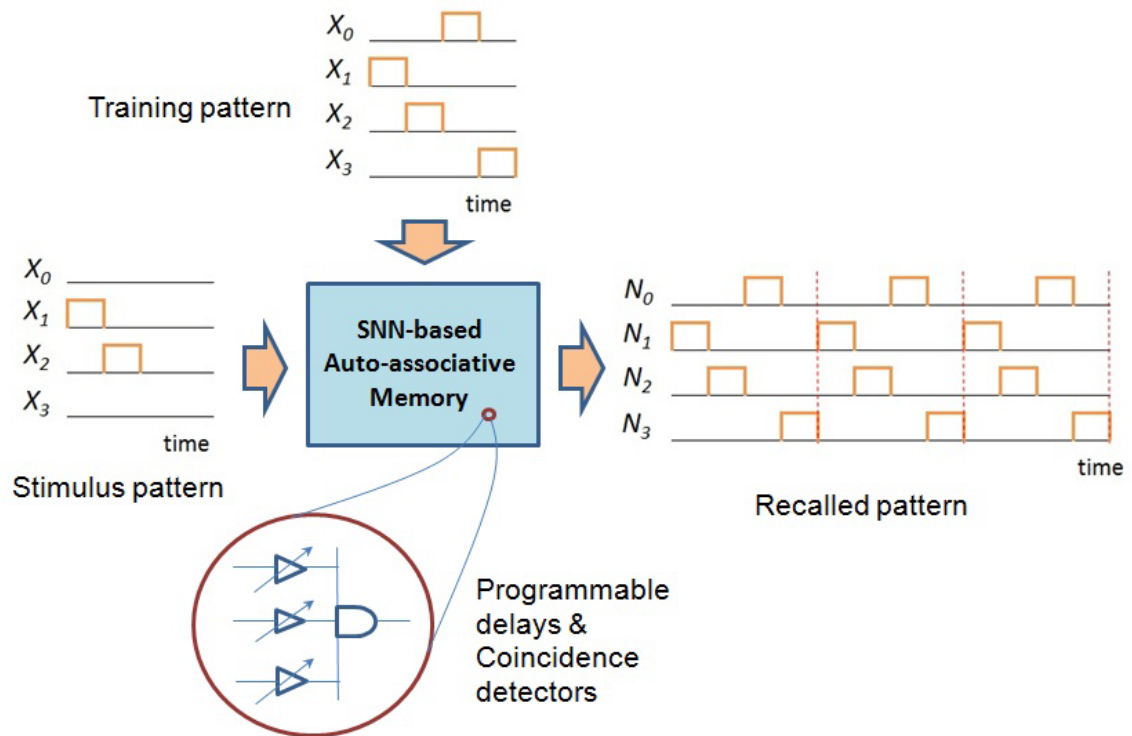 X0
X1
Training pattern
X2
X3
time
X0
X1
X2
X3
time
Stimulus pattern
SNN-based
Auto-associative
Memory
N0
N1
N2
N3
time
Recalled pattern
Programmable
delays &
Coincidence
detectors